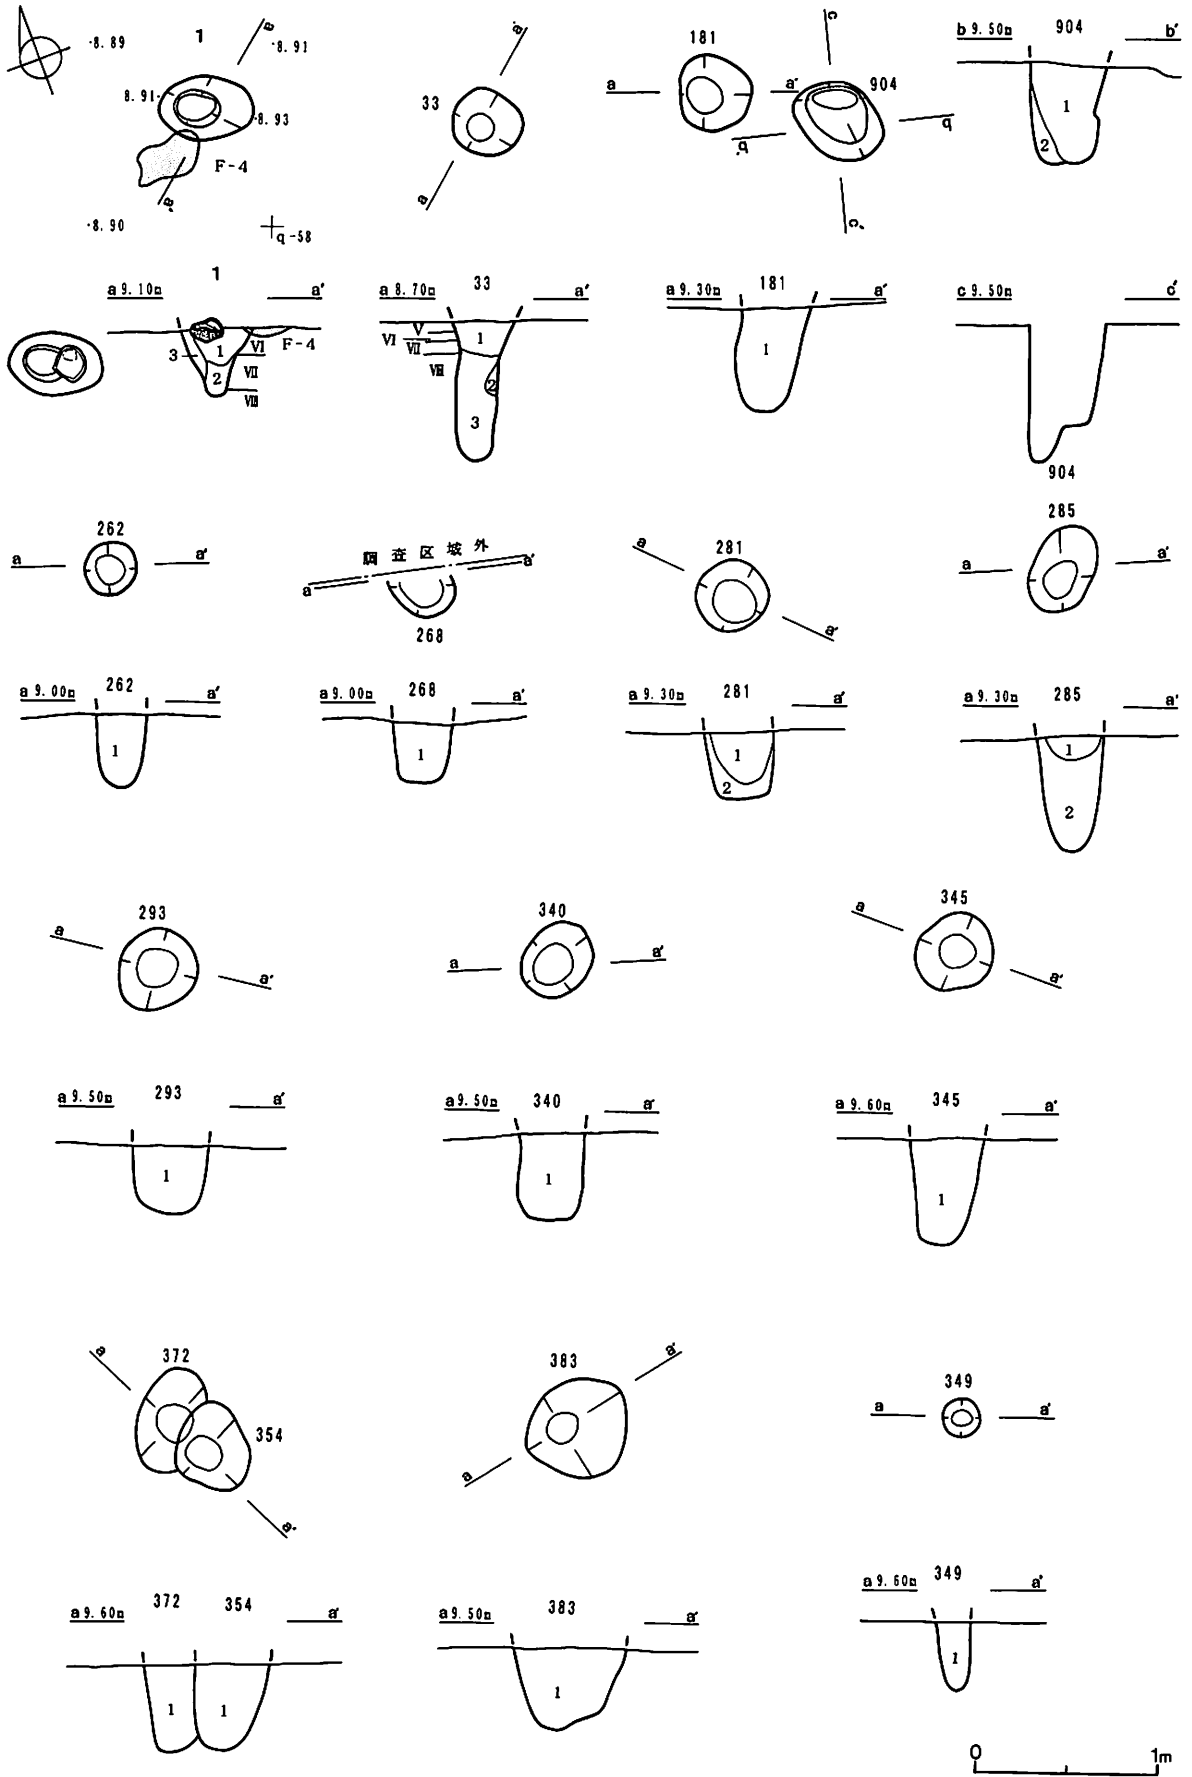 1
a
-8.89
-8.91
8.91-
-8.93
F-4
a'
-8.90
q-58
33
a'
a
181
a
a'
c
904
b
b'
c'
b 9.50m
904
b'
1
2
1
a 9.10m
a'
1
2
3
VI
F-4
VII
VIII
33
a 8.70m
a'
V
VI
VII
VIII
1
2
3
181
a 9.30m
a'
1
c 9.50m
c'
904
262
a
a'
調査区域外
a
a'
268
281
a
a'
285
a
a'
262
a 9.00m
a'
1
268
a 9.00m
a'
1
281
a 9.30m
a'
1
2
285
a 9.30m
a'
1
2
293
a
a'
340
a
a'
345
a
a'
293
a 9.50m
a'
1
340
a 9.50m
a'
1
345
a 9.60m
a'
1
372
a
354
a'
383
a'
a
349
a
a'
372
354
a 9.60m
a'
1
1
383
a 9.50m
a'
1
349
a 9.60m
a'
1
0
1m